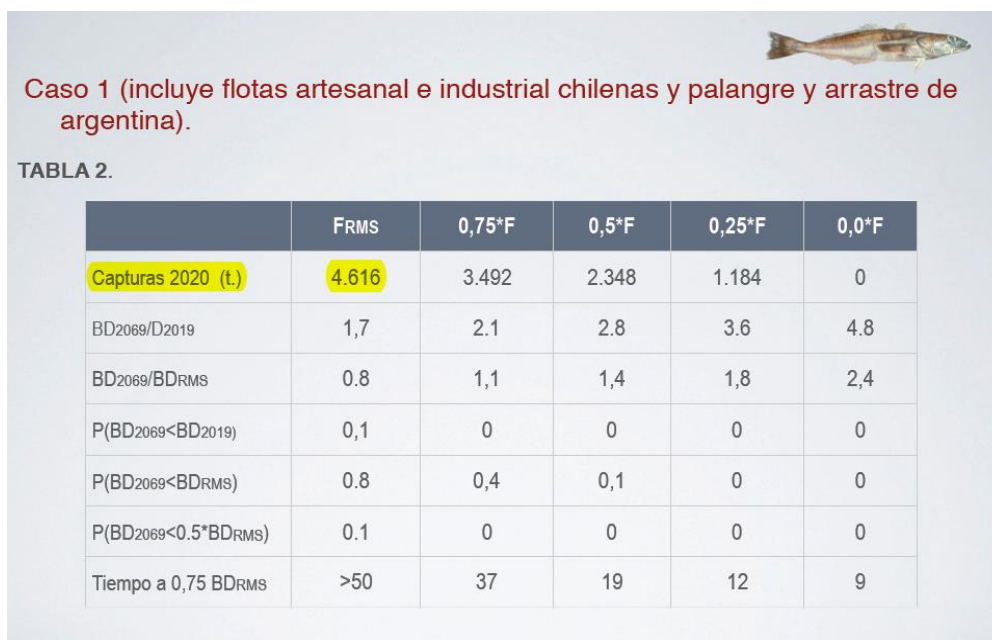 Caso 1 (incluye flotas artesanal e industrial chilenas y palangre y arrastre de
argentina).
TABLA 2.
FRMS 0,75*F 0,5*F 0,25*F 0,0*F
Capturas 2020 (t.) 4.616 3.492 2.348 1.184 0
BD2069/D2019 1,7 2.1 2.8 3.6 4.8
BD2069/BDRMS 0.8 1,1 1,4 1,8 2,4
P(BD2069<BD2019) 0,1 0 0 0 0
P(BD2069<BDRMS) 0.8 0,4 0,1 0 0
P(BD2069<0.5*BDRMS) 0.1 0 0 0 0
Tiempo a 0,75 BDRMS >50 37 19 12 9